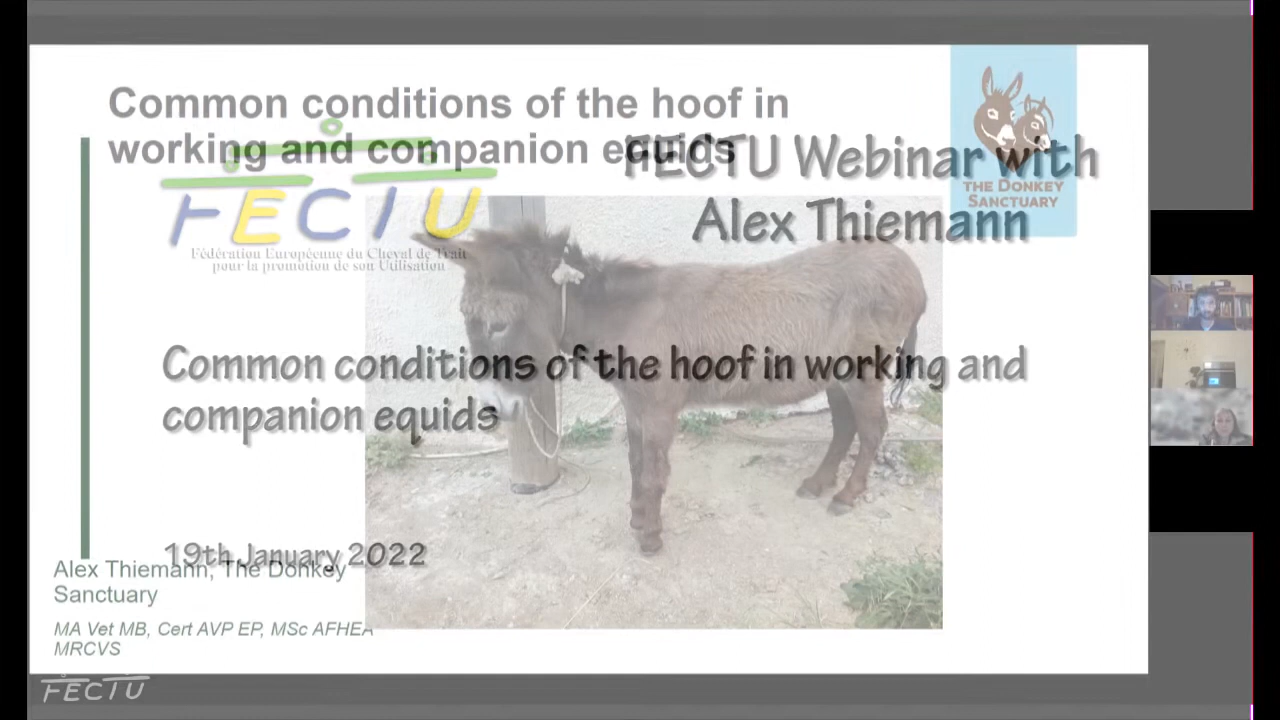 Common conditions of the hoof in
working and companion equids
THE DONKEY
SANCTUARY
FECTU
Fédération Européenne du Cheval de Trait
pour la promotion de son Utilisation
FECTU Webinar with
Alex Thiemann
Common conditions of the hoof in working and
companion equids
19th January 2022
Alex Thiemann, The Donkey
Sanctuary
MA Vet MB, Cert AVP EP, MSc AFHEA
MRCVS
FECTU